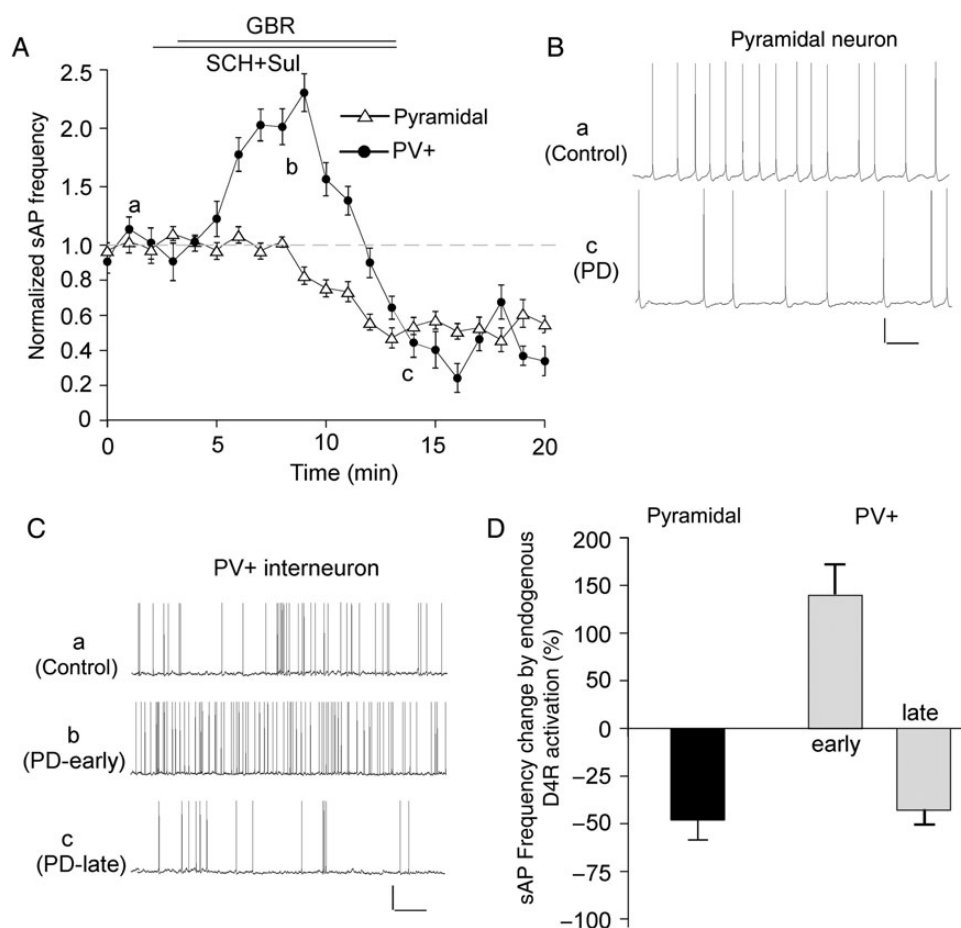 A
GBR
SCH+Sul
2.5
2.0
1.5
1.0
0.8
0.6
0.4
0.2
0
Normalized sAP frequency
a
b
c
Pyramidal
PV+
0 5 10 15 20
Time (min)
B
Pyramidal neuron
a
(Control)
c
(PD)
C
PV+ interneuron
a
(Control)
b
(PD-early)
c
(PD-late)
D
Pyramidal PV+
sAP Frequency change by endogenous
D4R activation (%)
200
150
100
50
0
−25
−50
−75
−100
early
late